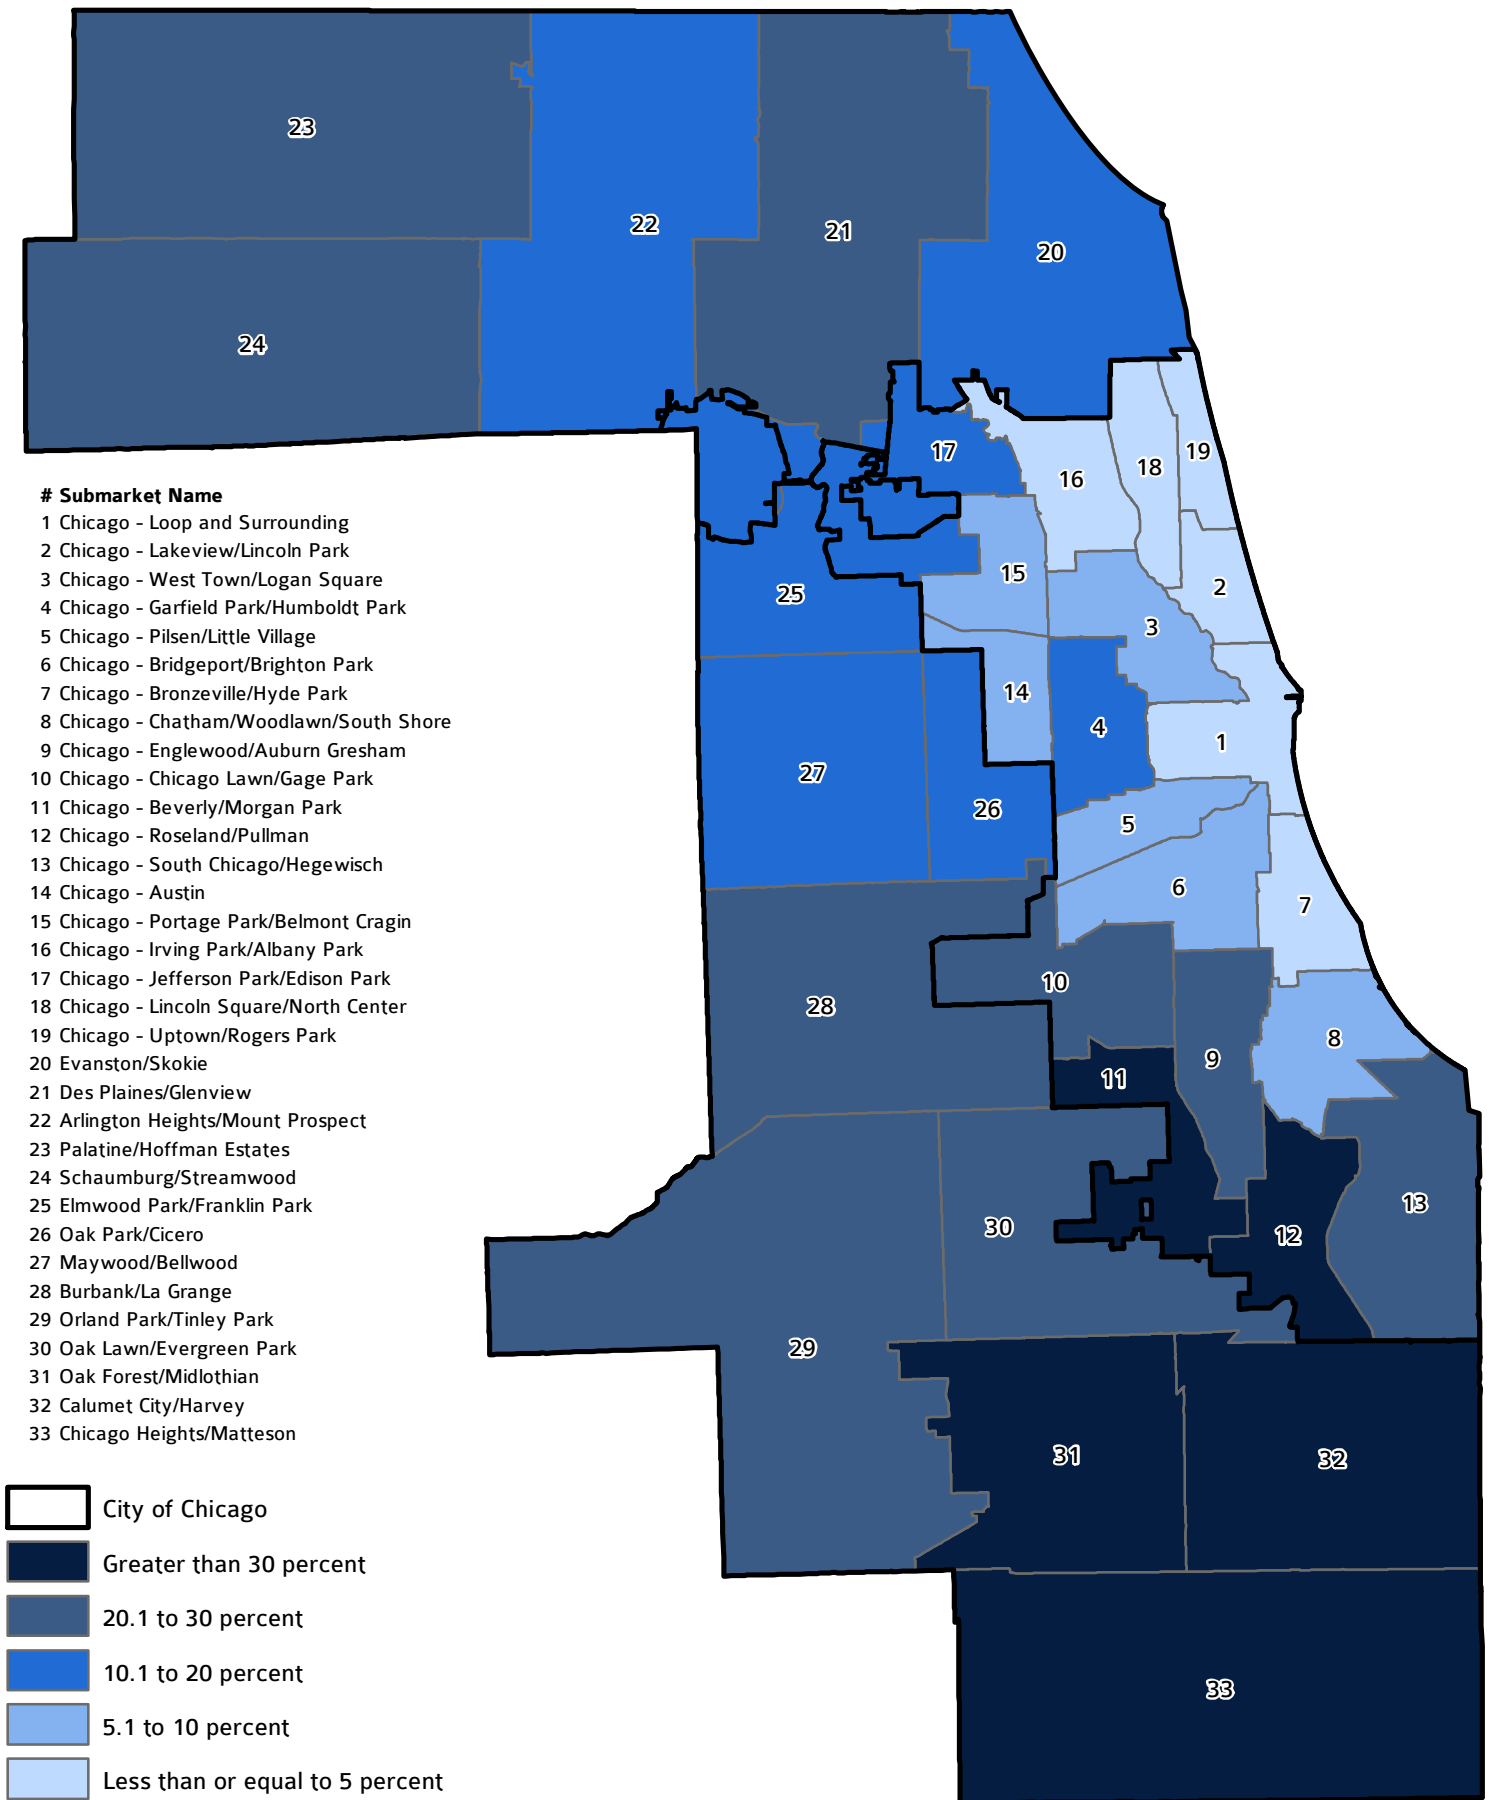 23
22
21
20
24
17
16
18
19
# Submarket Name
1 Chicago - Loop and Surrounding
2 Chicago - Lakeview/Lincoln Park
3 Chicago - West Town/Logan Square
4 Chicago - Garfield Park/Humboldt Park
5 Chicago - Pilsen/Little Village
6 Chicago - Bridgeport/Brighton Park
7 Chicago - Bronzeville/Hyde Park
8 Chicago - Chatham/Woodlawn/South Shore
9 Chicago - Englewood/Auburn Gresham
10 Chicago - Chicago Lawn/Gage Park
11 Chicago - Beverly/Morgan Park
12 Chicago - Roseland/Pullman
13 Chicago - South Chicago/Hegewisch
14 Chicago - Austin
15 Chicago - Portage Park/Belmont Cragin
16 Chicago - Irving Park/Albany Park
17 Chicago - Jefferson Park/Edison Park
18 Chicago - Lincoln Square/North Center
19 Chicago - Uptown/Rogers Park
20 Evanston/Skokie
21 Des Plaines/Glenview
22 Arlington Heights/Mount Prospect
23 Palatine/Hoffman Estates
24 Schaumburg/Streamwood
25 Elmwood Park/Franklin Park
26 Oak Park/Cicero
27 Maywood/Bellwood
28 Burbank/La Grange
29 Orland Park/Tinley Park
30 Oak Lawn/Evergreen Park
31 Oak Forest/Midlothian
32 Calumet City/Harvey
33 Chicago Heights/Matteson
15
25
2
3
14
4
1
27
26
5
6
7
10
28
8
9
11
13
30
12
29
31
32
33
City of Chicago
Greater than 30 percent
20.1 to 30 percent
10.1 to 20 percent
5.1 to 10 percent
Less than or equal to 5 percent